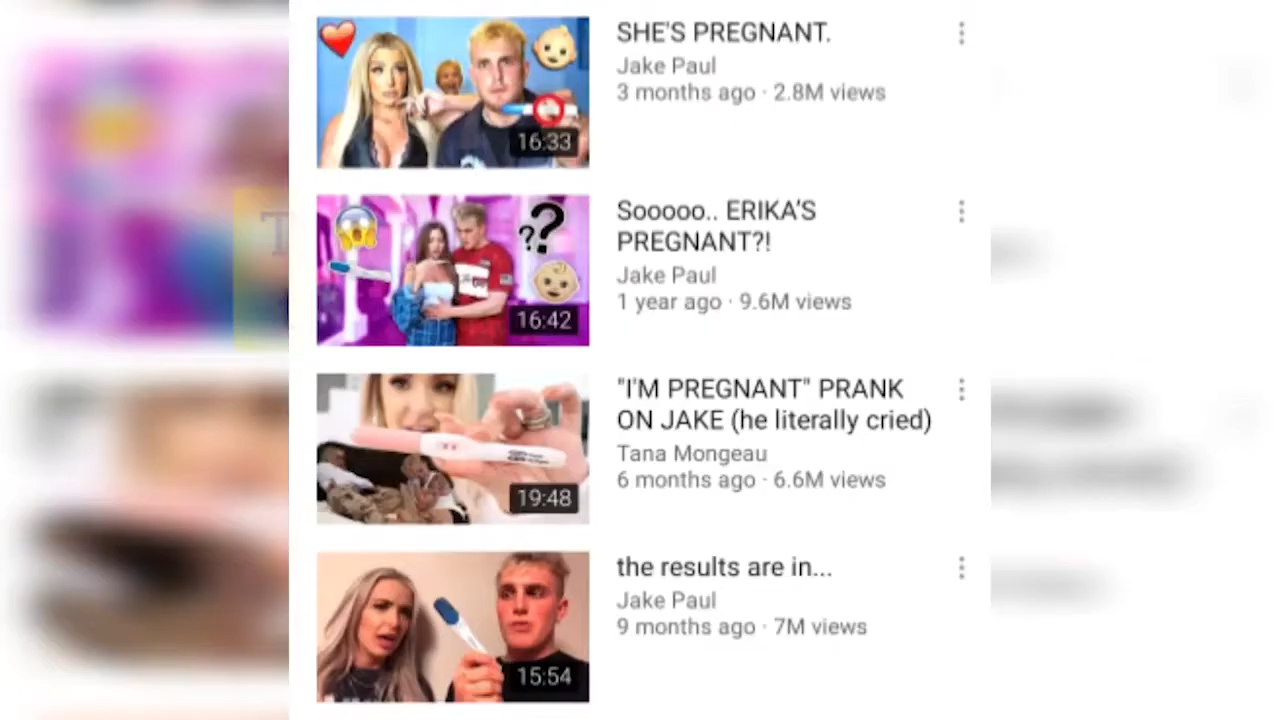 SHE'S PREGNANT.
Jake Paul
3 months ago · 2.8M views
16:33
Sooooo.. ERIKA'S
PREGNANT?!
Jake Paul
1 year ago · 9.6M views
??
16:42
"I'M PREGNANT" PRANK
ON JAKE (he literally cried)
Tana Mongeau
6 months ago · 6.6M views
19:48
the results are in...
Jake Paul
9 months ago · 7M views
15:54